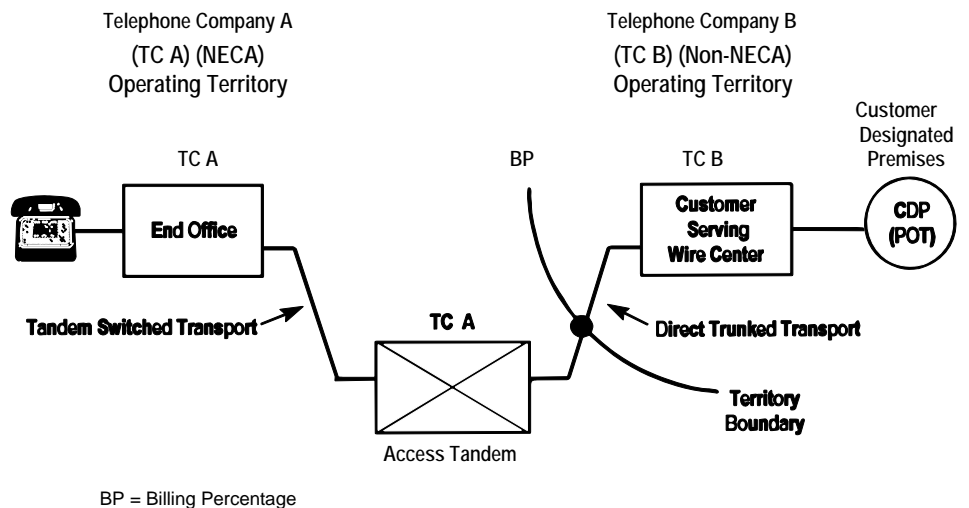 Telephone Company A
(TC A) (NECA)
Operating Territory
Telephone Company B
(TC B) (Non-NECA)
Operating Territory
Customer
Designated
Premises
TC A
BP
TC B
End Office
Customer
Serving
Wire Center
CDP
(POT)
Tandem Switched Transport
TC A
Direct Trunked Transport
Territory
Boundary
Access Tandem
BP = Billing Percentage